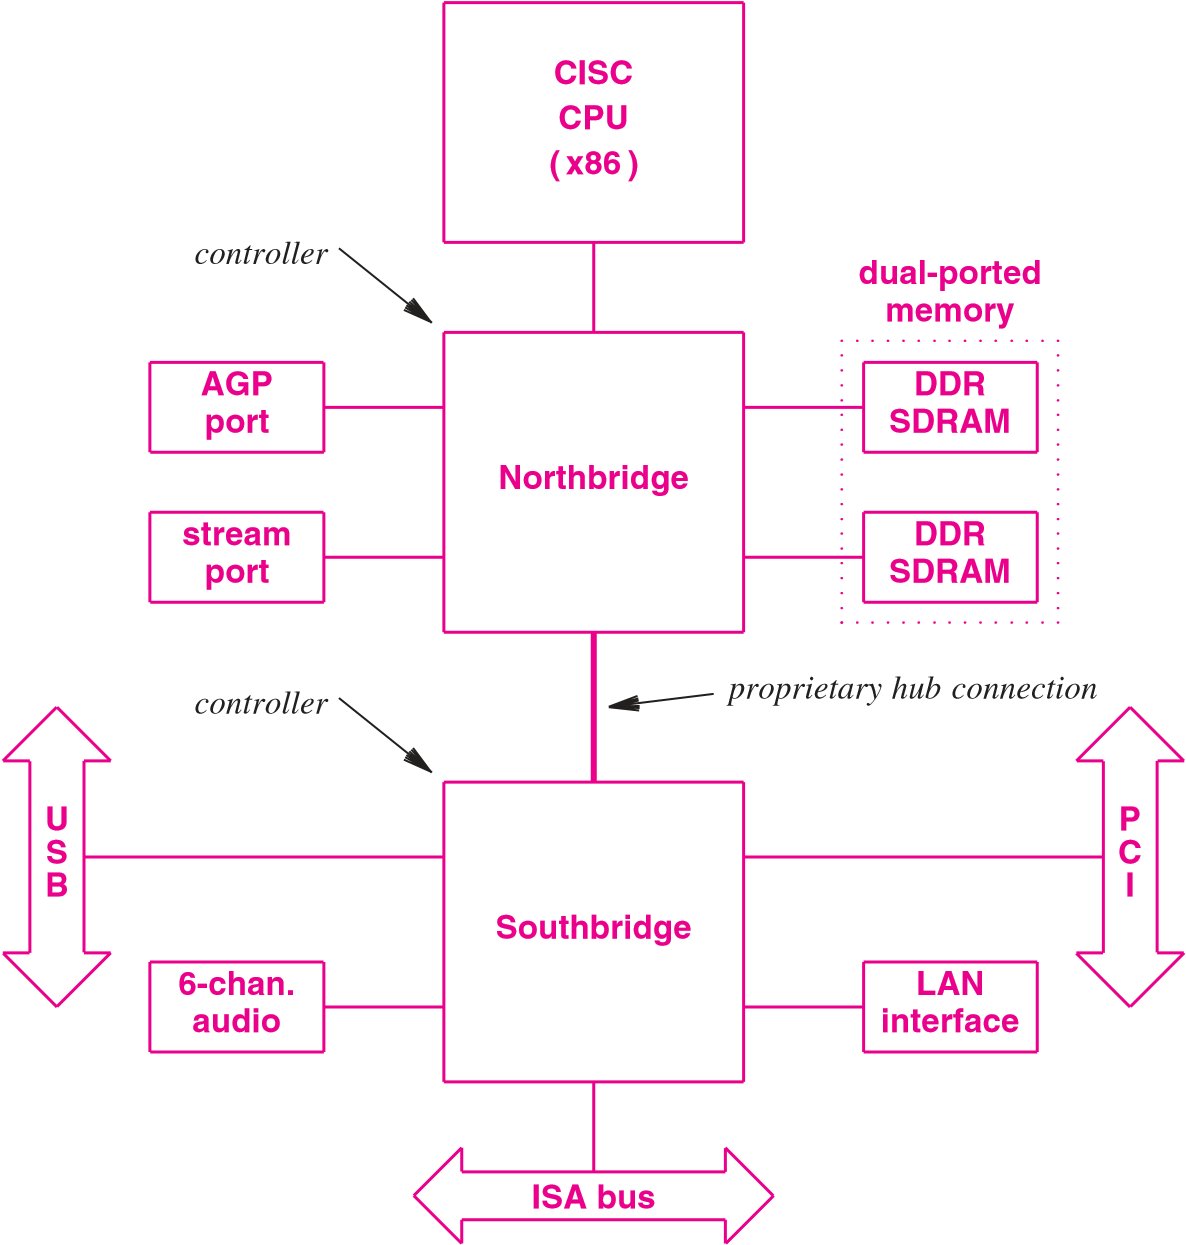 CISC
CPU
( x86 )
controller
dual-ported
memory
AGP
port
DDR
SDRAM
Northbridge
stream
port
DDR
SDRAM
proprietary hub connection
controller
U
S
B
P
C
I
Southbridge
6-chan.
audio
LAN
interface
ISA bus